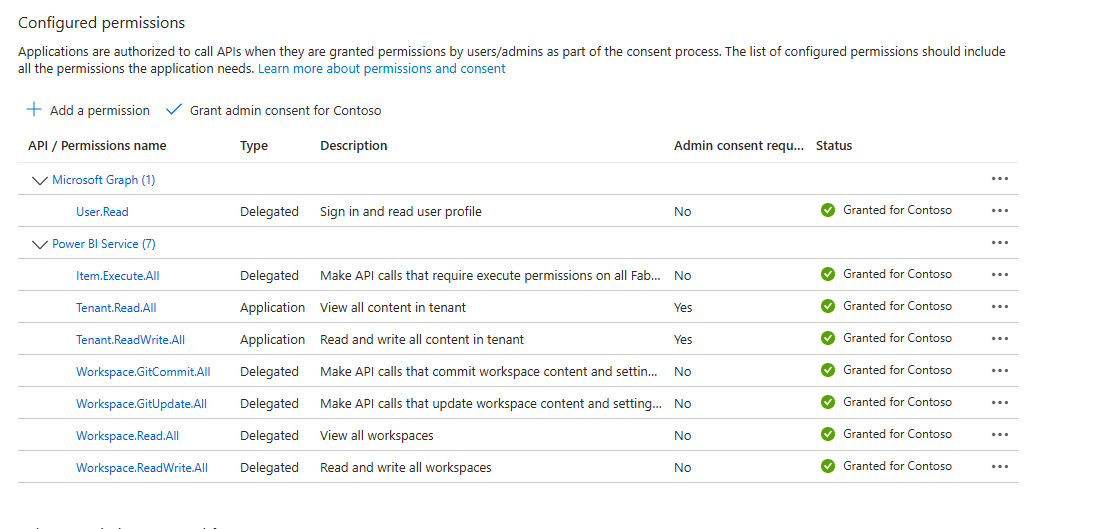 Configured permissions
Applications are authorized to call APIs when they are granted permissions by users/admins as part of the consent process. The list of configured permissions should include
all the permissions the application needs. Learn more about permissions and consent
Add a permission Grant admin consent for Contoso
API / Permissions name Type Description Admin consent requ... Status
Microsoft Graph (1) ...
User.Read Delegated Sign in and read user profile No Granted for Contoso ...
Power BI Service (7) ...
Item.Execute.All Delegated Make API calls that require execute permissions on all Fab... No Granted for Contoso ...
Tenant.Read.All Application View all content in tenant Yes Granted for Contoso ...
Tenant.ReadWrite.All Application Read and write all content in tenant Yes Granted for Contoso ...
Workspace.GitCommit.All Delegated Make API calls that commit workspace content and settin... No Granted for Contoso ...
Workspace.GitUpdate.All Delegated Make API calls that update workspace content and setting... No Granted for Contoso ...
Workspace.Read.All Delegated View all workspaces No Granted for Contoso ...
Workspace.ReadWrite.All Delegated Read and write all workspaces No Granted for Contoso ...